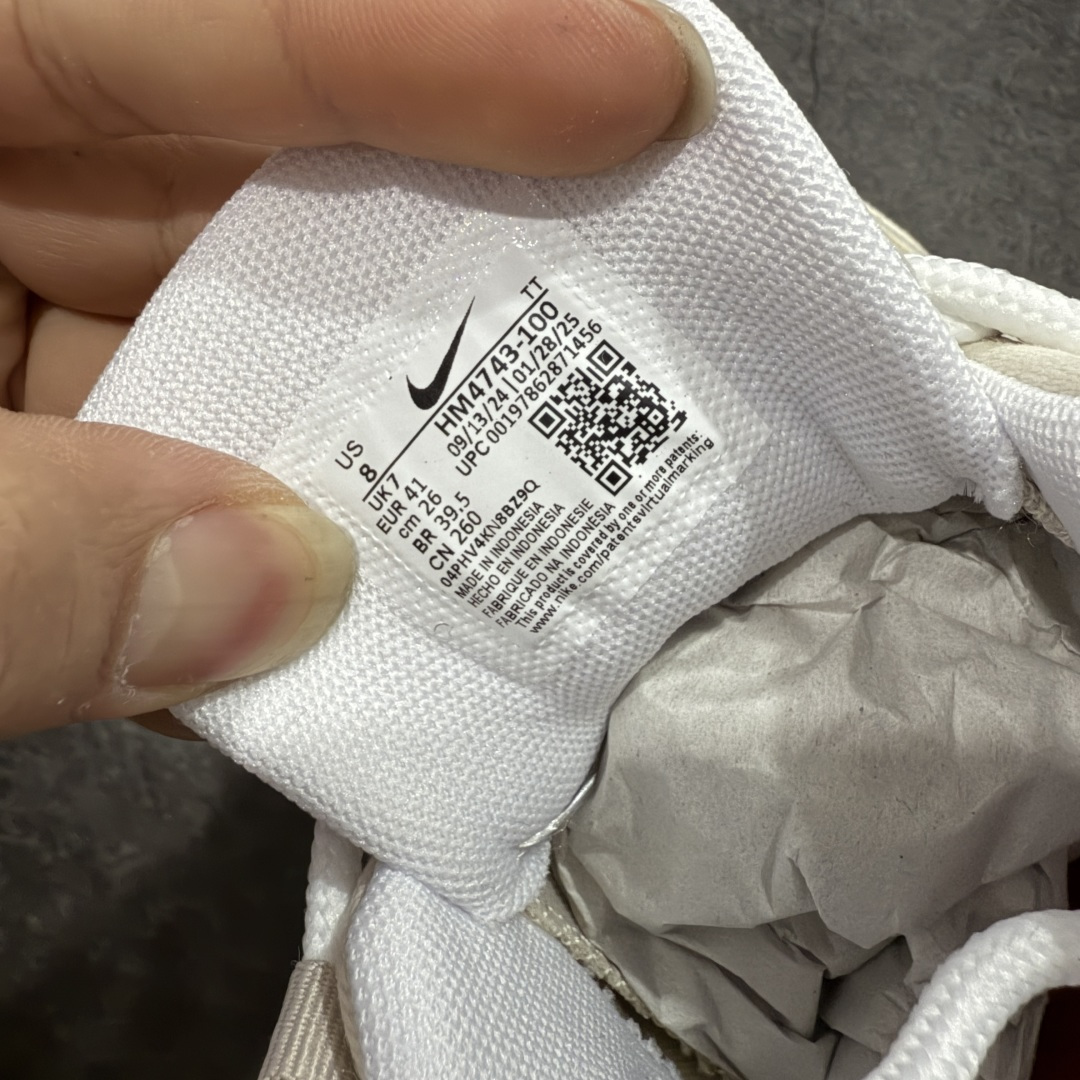 TT
HM4743-100
09/13/24 | 01/28/25
UPC 00197862871456
US
8
UK 7
EUR 41
cm 26
BR 39.5
CN 260
04PHV4KN8BZ9Q
MADE IN INDONESIA
HECHO EN INDONESIA
FABRIQUE EN INDONESIE
FABRICADO NA INDONESIA
This product is covered by one or more patents:
www.nike.com/patentsvirtualmarking